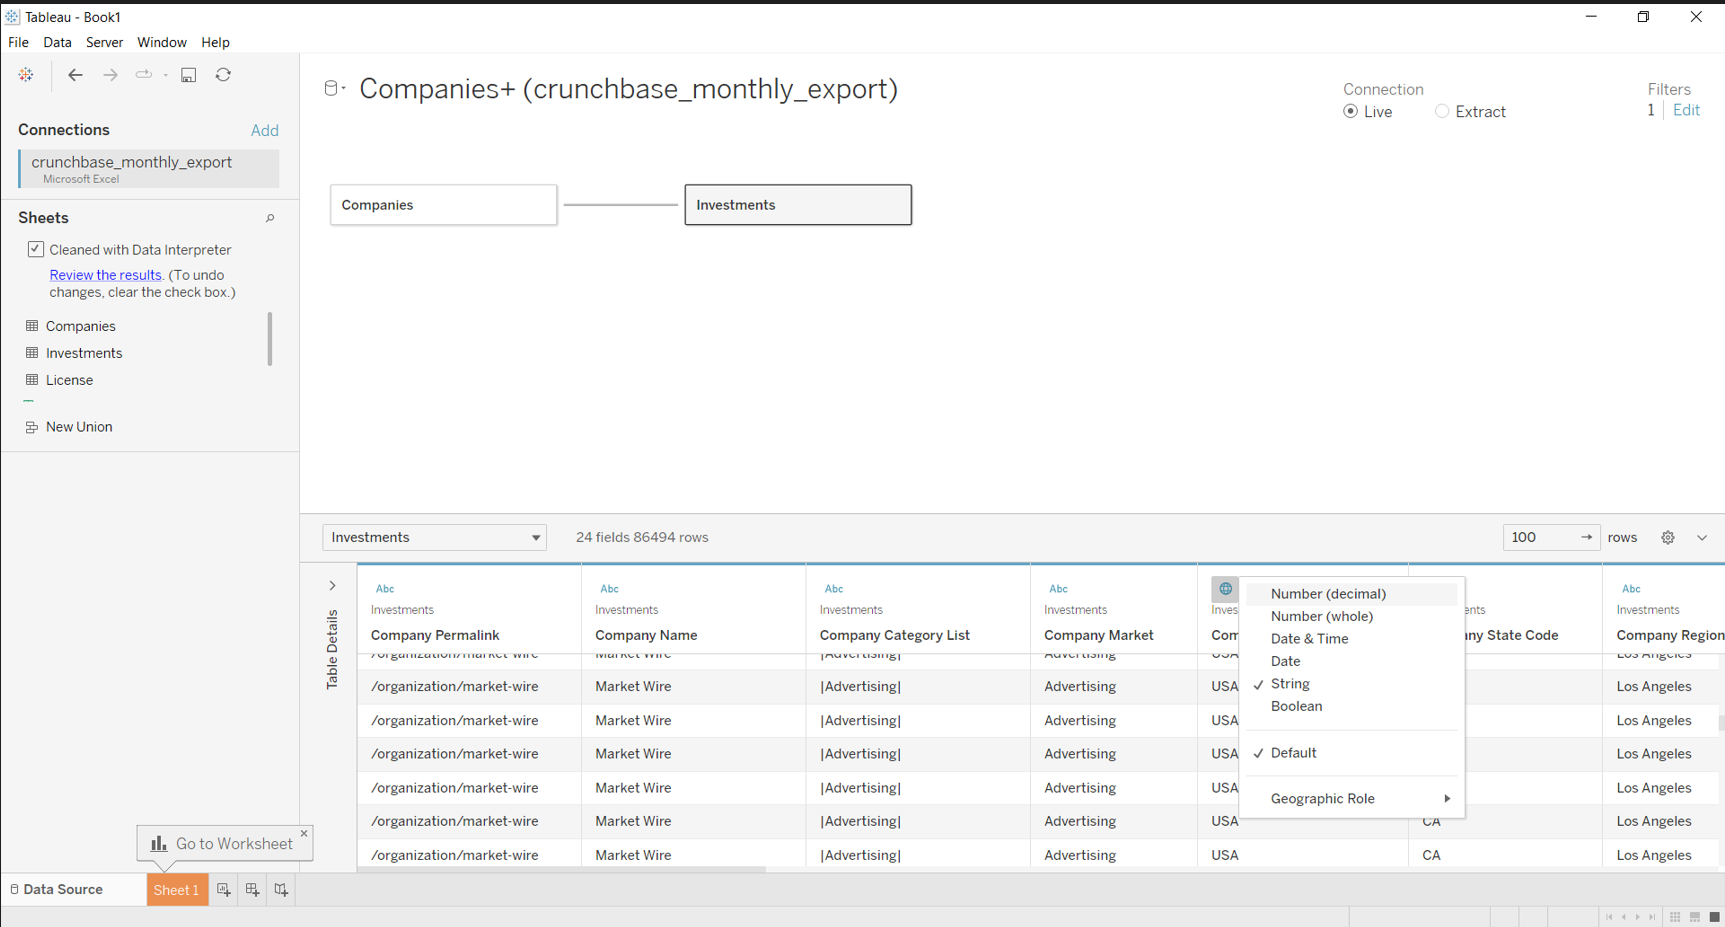 Tableau - Book1
File Data Server Window Help
Companies+ (crunchbase_monthly_export)
Connection
Live Extract
Filters
1 Edit
Connections Add
crunchbase_monthly_export
Microsoft Excel
Sheets
Cleaned with Data Interpreter
Review the results. (To undo
changes, clear the check box.)
Companies
Investments
License
New Union
Companies Investments
Investments 24 fields 86494 rows 100 rows
Table Details
Abc Abc Abc Abc Abc
Investments Investments Investments Investments Inves ents Investments
Company Permalink Company Name Company Category List Company Market Com ny State Code Company Region
/organization/market-wire Market Wire |Advertising| Advertising USA Los Angeles
/organization/market-wire Market Wire |Advertising| Advertising USA Los Angeles
/organization/market-wire Market Wire |Advertising| Advertising USA Los Angeles
/organization/market-wire Market Wire |Advertising| Advertising USA Los Angeles
/organization/market-wire Market Wire |Advertising| Advertising USA Los Angeles
/organization/market-wire Market Wire |Advertising| Advertising USA CA Los Angeles
/organization/market-wire Market Wire |Advertising| Advertising USA CA Los Angeles
Number (decimal)
Number (whole)
Date & Time
Date
String
Boolean
Default
Geographic Role
Go to Worksheet
Data Source Sheet 1